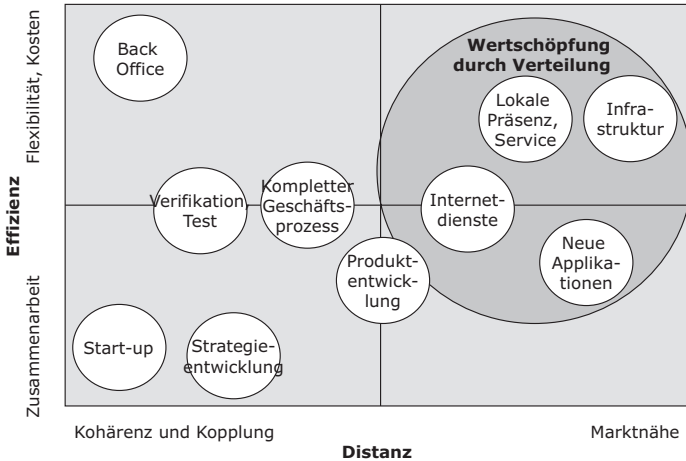 Flexibilität, Kosten
Effizienz
Zusammenarbeit
Back
Office
Wertschöpfung
durch Verteilung
Lokale
Präsenz,
Service
Infra-
struktur
Verifikation,
Test
Kompletter
Geschäfts-
prozess
Internet-
dienste
Produkt-
entwick-
lung
Neue
Applika-
tionen
Start-up
Strategie-
entwicklung
Kohärenz und Kopplung
Marktnähe
Distanz